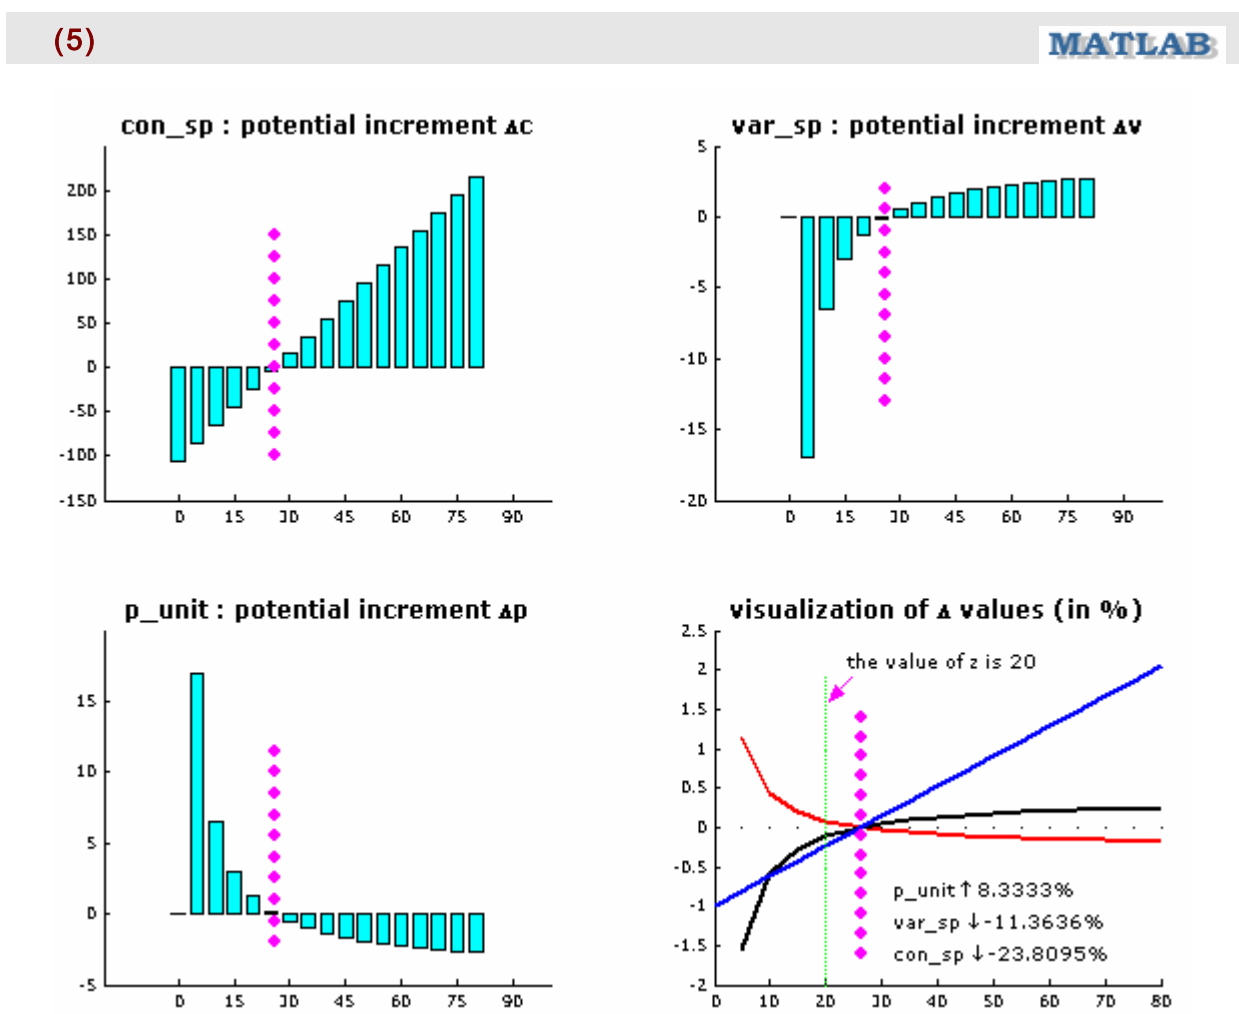 (5)
MATLAB
con_sp : potential increment Δc
200
150
100
50
0
-50
-100
-150
0 15 30 45 60 75 90
var_sp : potential increment Δv
5
0
-5
-10
-15
-20
0 15 30 45 60 75 90
p_unit : potential increment Δp
15
10
5
0
-5
0 15 30 45 60 75 90
visualization of Δ values (in %)
2.5
2
1.5
1
0.5
0
-0.5
-1
-1.5
-2
the value of z is 20
p_unit ↑ 8.3333%
var_sp ↓ -11.3636%
con_sp ↓ -23.8095%
0 10 20 30 40 50 60 70 80